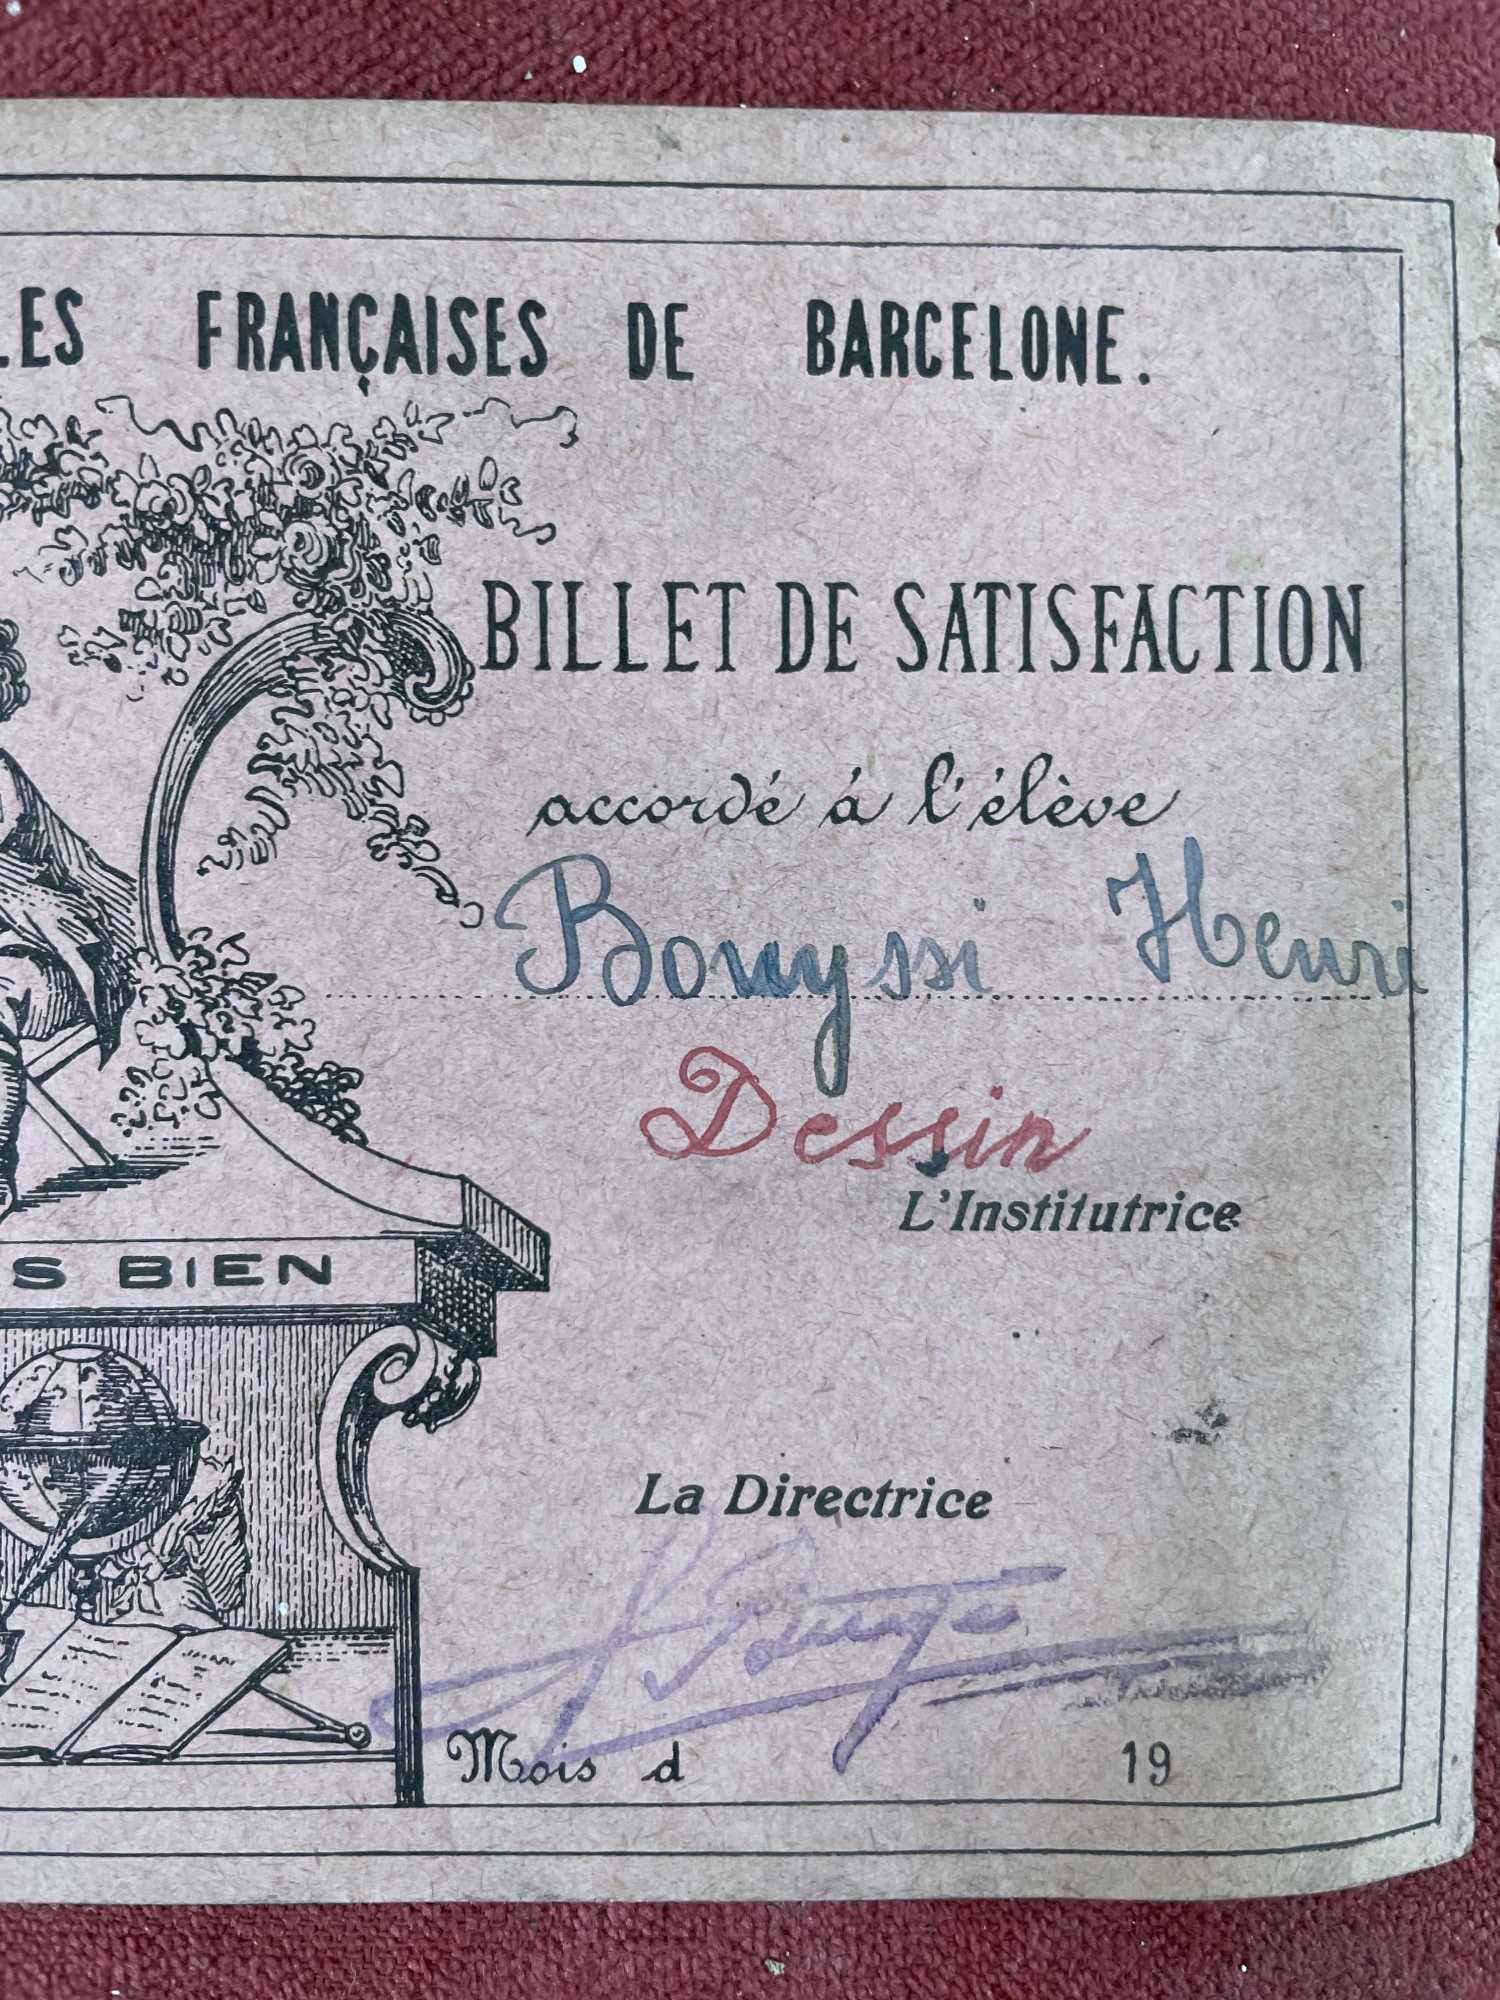 LES FRANÇAISES DE BARCELONE.
BILLET DE SATISFACTION
accordé á l'élève
Bouyssi Henri
Dessin
L'Institutrice
S BIEN
La Directrice
Mois d 19